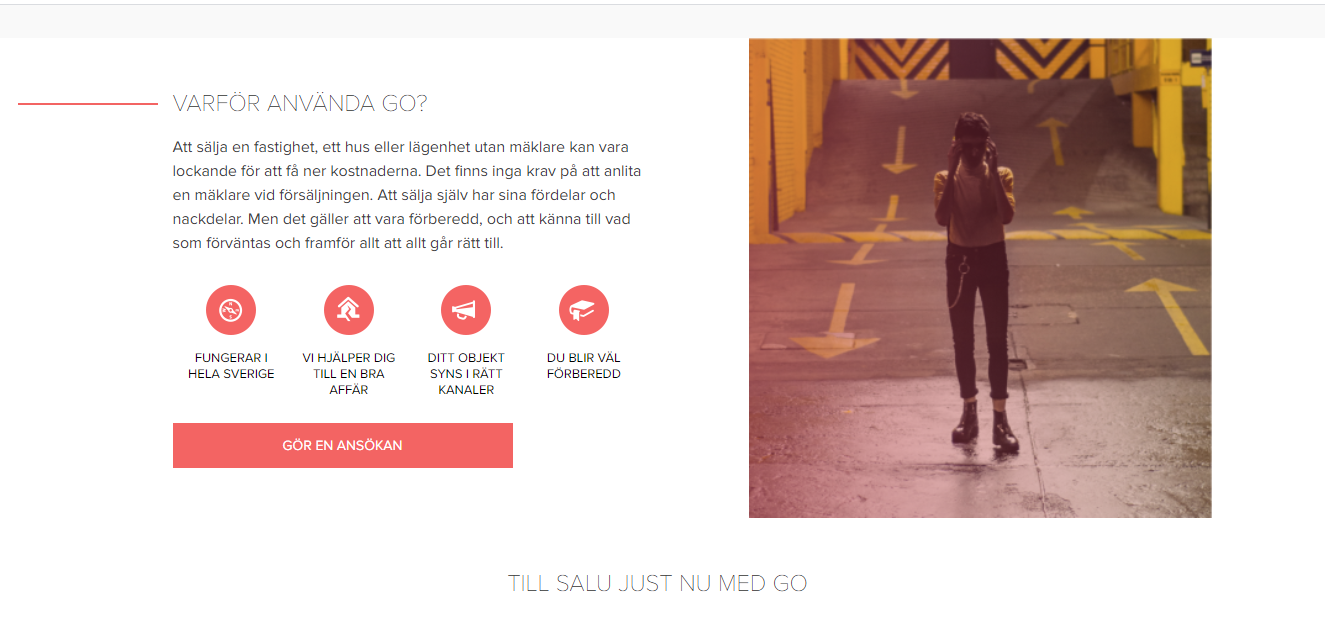 VARFÖR ANVÄNDA GO?
Att sälja en fastighet, ett hus eller lägenhet utan mäklare kan vara
lockande för att få ner kostnaderna. Det finns inga krav på att anlita
en mäklare vid försäljningen. Att sälja själv har sina fördelar och
nackdelar. Men det gäller att vara förberedd, och att känna till vad
som förväntas och framför allt att allt går rätt till.
FUNGERAR I
HELA SVERIGE
VI HJÄLPER DIG
TILL EN BRA
AFFÄR
DITT OBJEKT
SYNS I RÄTT
KANALER
DU BLIR VÄL
FÖRBEREDD
GÖR EN ANSÖKAN
TILL SALU JUST NU MED GO